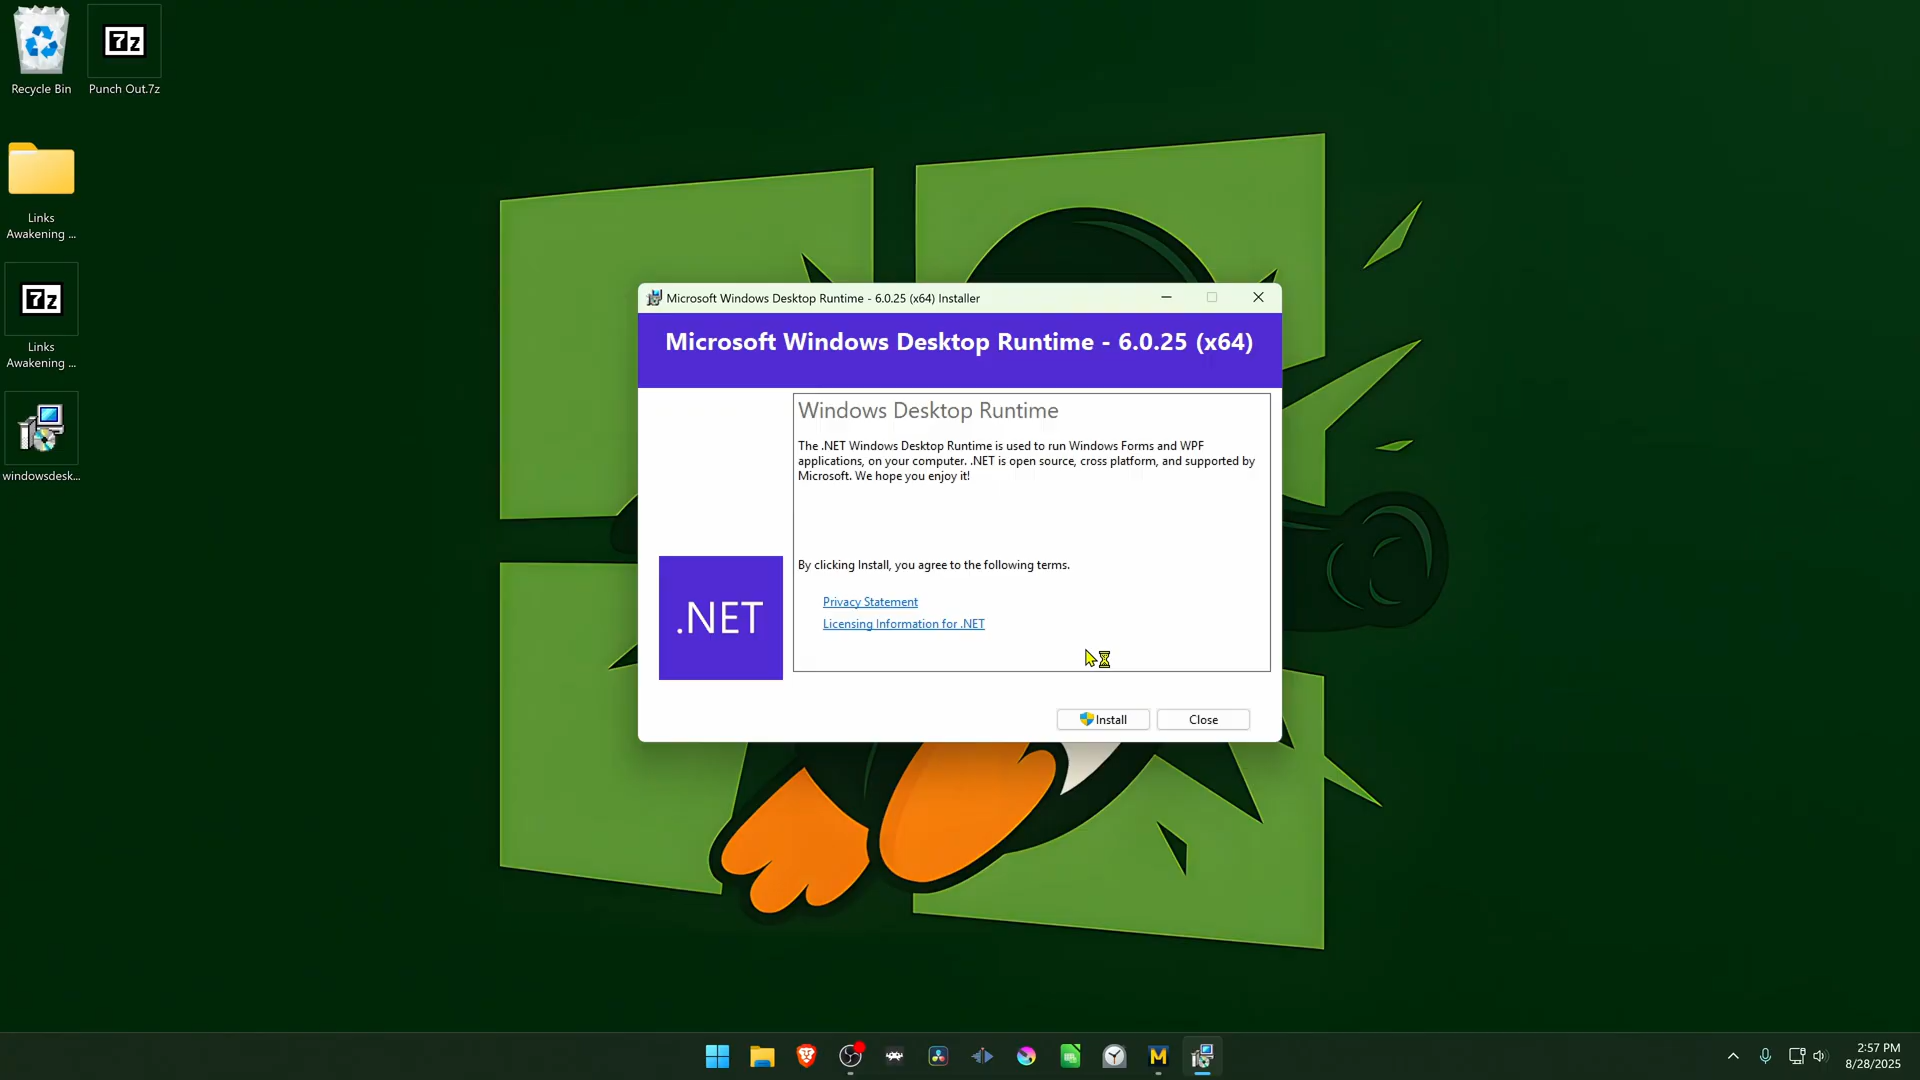 Recycle Bin
Punch Out.7z
Links
Awakening ...
Links
Awakening ...
windowsdesk...
Microsoft Windows Desktop Runtime - 6.0.25 (x64) Installer
Microsoft Windows Desktop Runtime - 6.0.25 (x64)
Windows Desktop Runtime
The .NET Windows Desktop Runtime is used to run Windows Forms and WPF
applications, on your computer. .NET is open source, cross platform, and supported by
Microsoft. We hope you enjoy it!
By clicking Install, you agree to the following terms.
Privacy Statement
Licensing Information for .NET
.NET
Install
Close
7z
7z
M
2:57 PM
8/28/2025